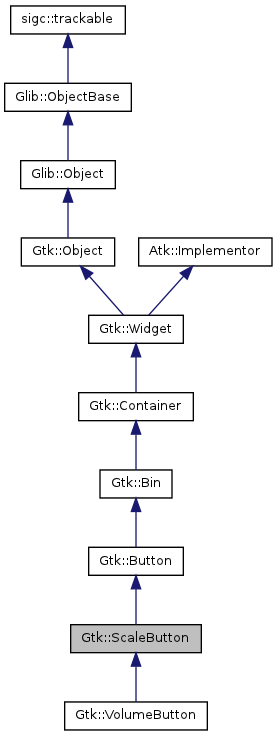 sigc::trackable
Glib::ObjectBase
Glib::Object
Gtk::Object
Atk::Implementor
Gtk::Widget
Gtk::Container
Gtk::Bin
Gtk::Button
Gtk::ScaleButton
Gtk::VolumeButton